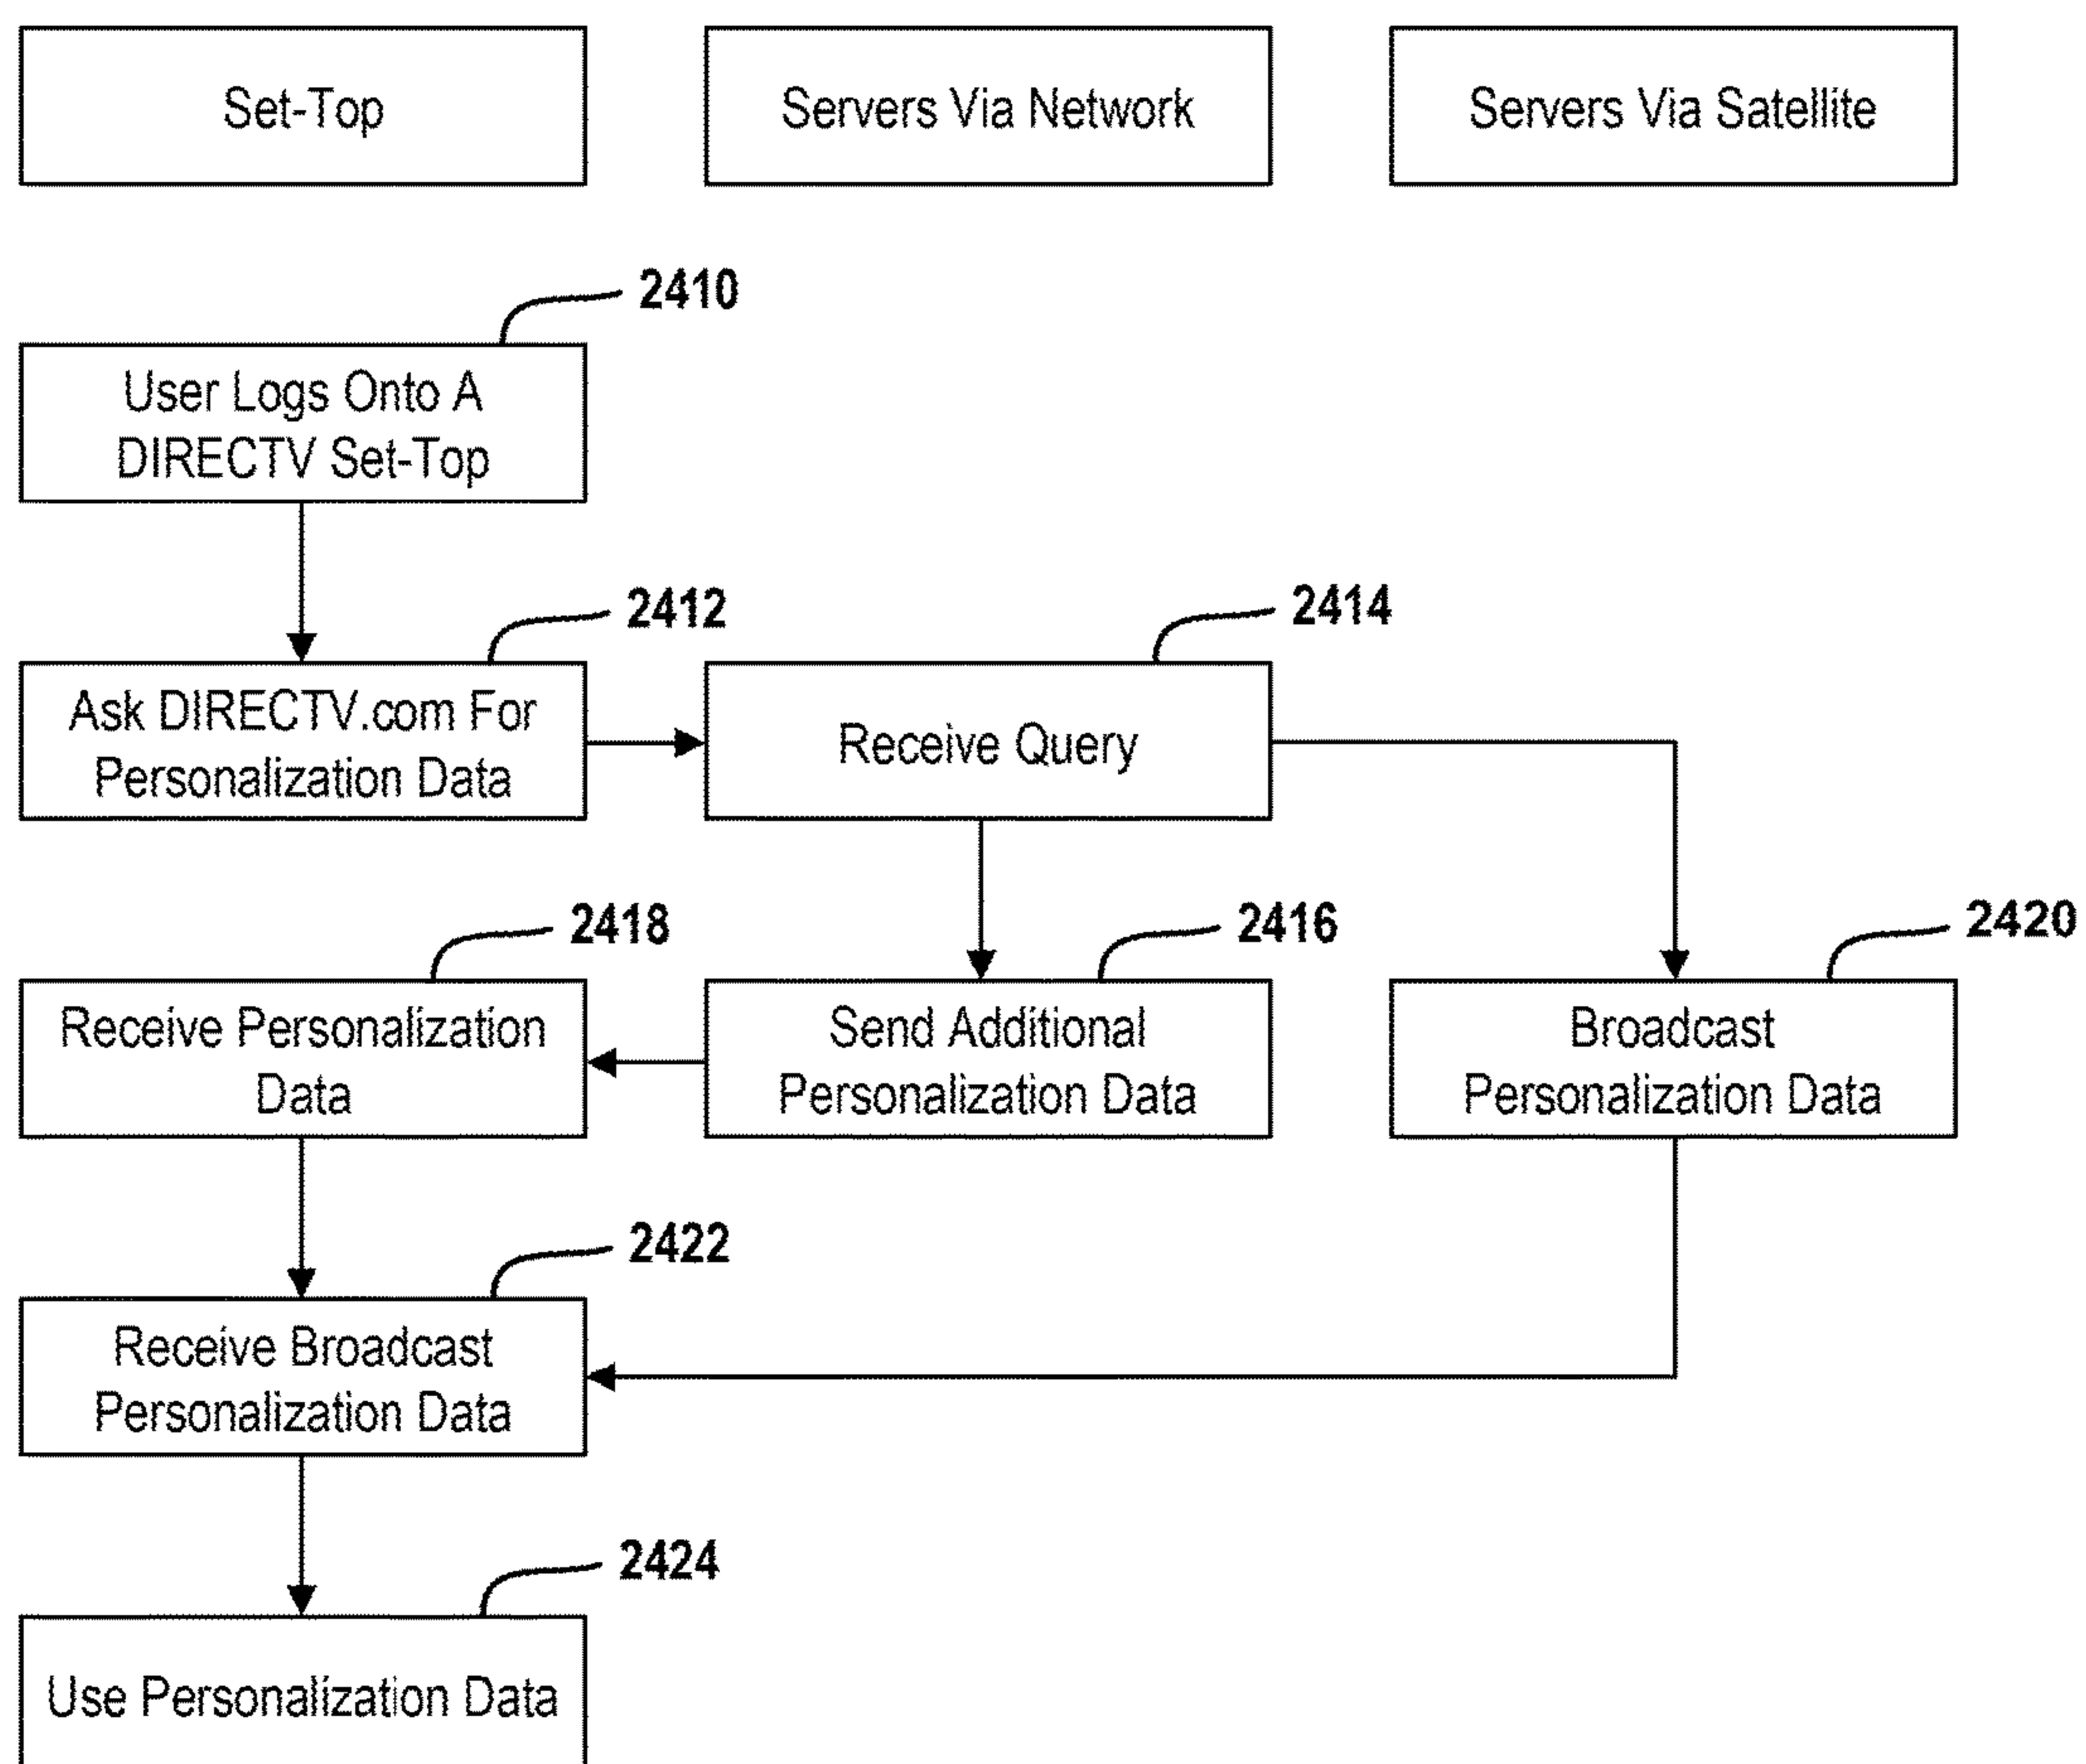 Set-Top
Servers Via Network
Servers Via Satellite
2410
User Logs Onto A
DIRECTV Set-Top
2412
2414
Ask DIRECTV.com For
Personalization Data
Receive Query
2418
2416
2420
Receive Personalization
Data
Send Additional
Personalization Data
Broadcast
Personalization Data
2422
Receive Broadcast
Personalization Data
2424
Use Personalization Data